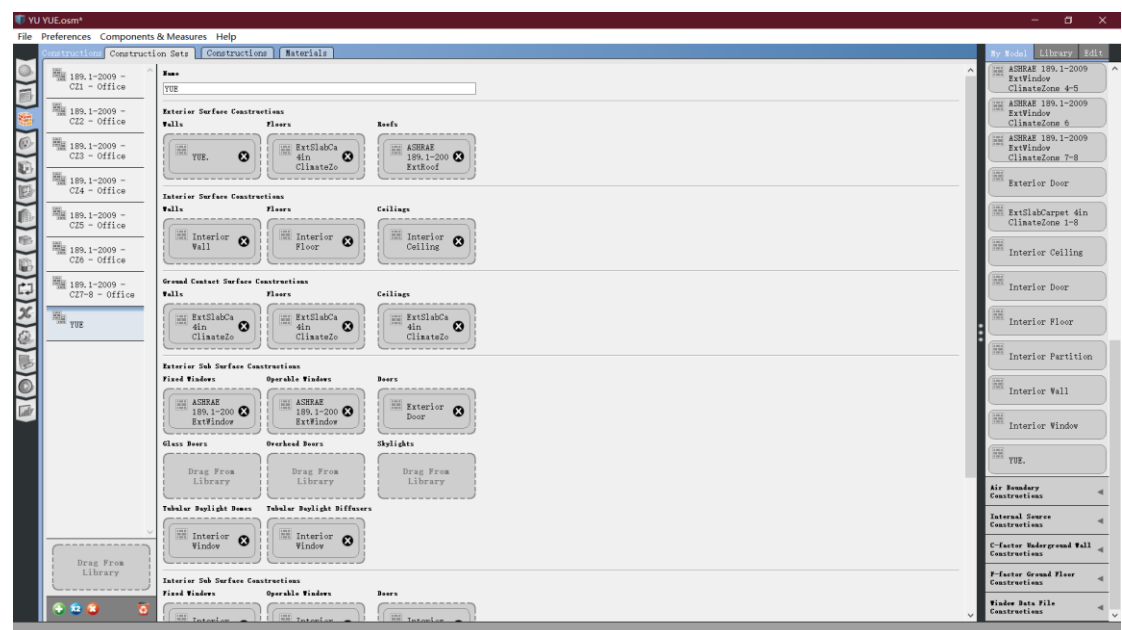 YU YUE.osm*
File Preferences Components & Measures Help
Constructions Construction Sets Constructions Materials
My Model Library Edit
189.1-2009 -
CZ1 - Office
189.1-2009 -
CZ2 - Office
189.1-2009 -
CZ3 - Office
189.1-2009 -
CZ4 - Office
189.1-2009 -
CZ5 - Office
189.1-2009 -
CZ6 - Office
189.1-2009 -
CZ7-8 - Office
YUE
Drag From
Library
Name
YUE
Exterior Surface Constructions
Walls Floors Roofs
YUE.
ExtSlabCa
4in
ClimateZo
ASHRAE
189.1-200
ExtRoof
Interior Surface Constructions
Walls Floors Ceilings
Interior
Wall
Interior
Floor
Interior
Ceiling
Ground Contact Surface Constructions
Walls Floors Ceilings
ExtSlabCa
4in
ClimateZo
ExtSlabCa
4in
ClimateZo
ExtSlabCa
4in
ClimateZo
Exterior Sub Surface Constructions
Fixed Windows Operable Windows Doors
ASHRAE
189.1-200
ExtWindow
ASHRAE
189.1-200
ExtWindow
Exterior
Door
Glass Doors Overhead Doors Skylights
Drag From
Library
Drag From
Library
Drag From
Library
Tubular Daylight Domes Tubular Daylight Diffusers
Interior
Window
Interior
Window
Interior Sub Surface Constructions
Fixed Windows Operable Windows Doors
Interior
Interior
Interior
ASHRAE 189.1-2009
ExtWindow
ClimateZone 4-5
ASHRAE 189.1-2009
ExtWindow
ClimateZone 6
ASHRAE 189.1-2009
ExtWindow
ClimateZone 7-8
Exterior Door
ExtSlabCarpet 4in
ClimateZone 1-8
Interior Ceiling
Interior Door
Interior Floor
Interior Partition
Interior Wall
Interior Window
YUE.
Air Boundary
Constructions
Internal Source
Constructions
C-factor Underground Wall
Constructions
F-factor Ground Floor
Constructions
Window Data File
Constructions